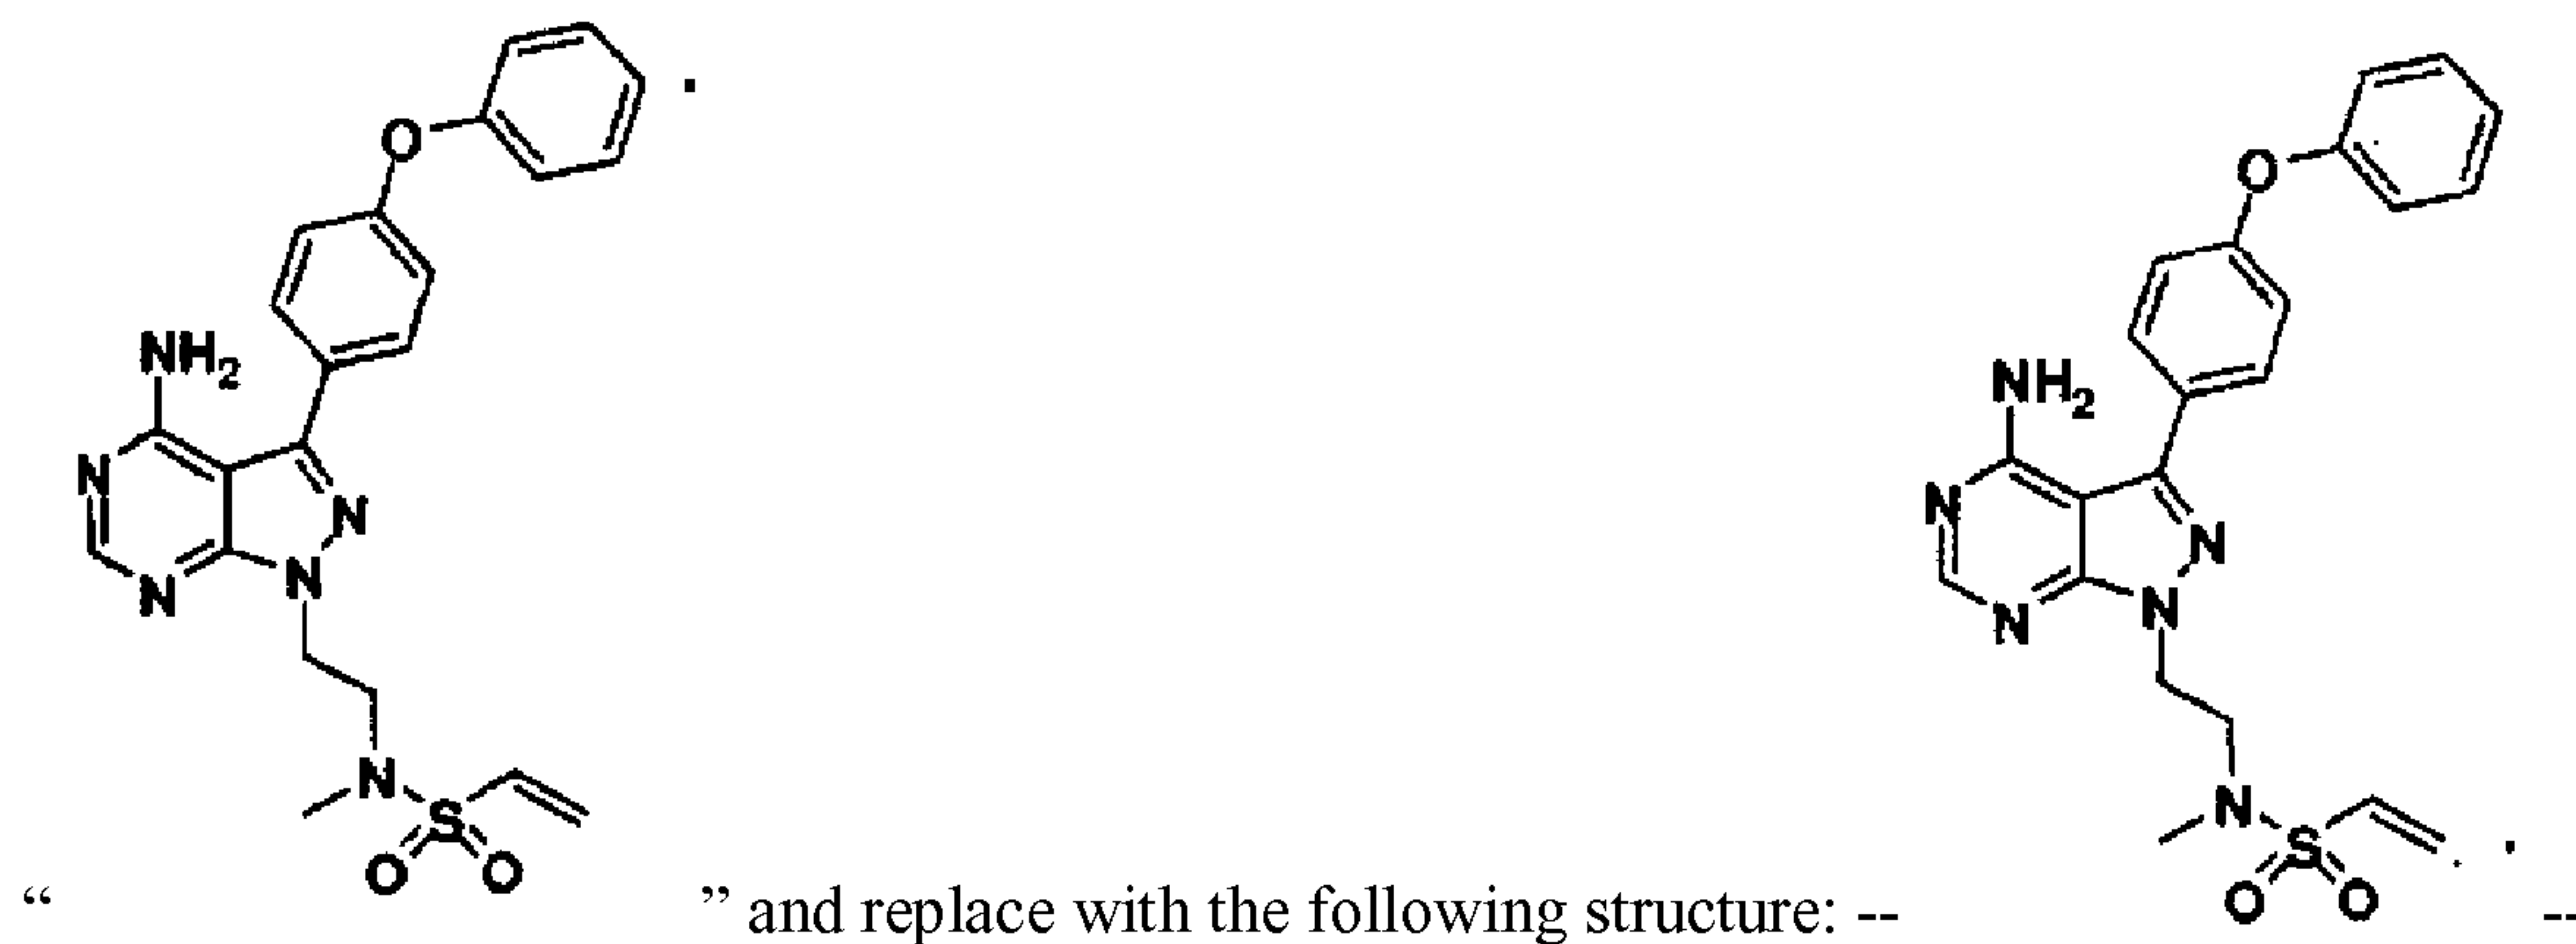 O .
O
NH2
NH2
N
N
N
N
N
N
N
N
N
N
S
S
O O
O O
“ ” and replace with the following structure: -- . --